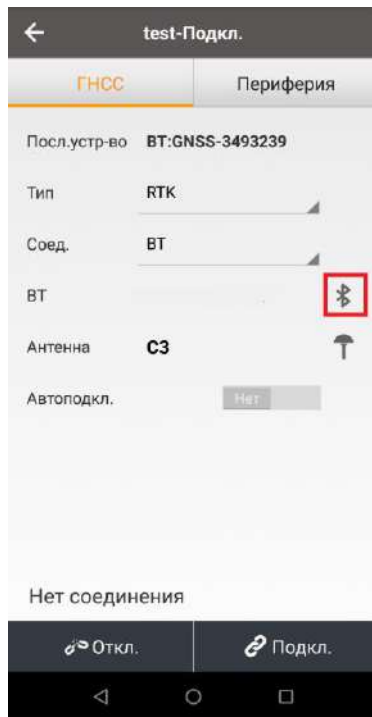 test-Подкл.
ГНСС Периферия
Посл.устр-во BT:GNSS-3493239
Тип RTK
Соед. BT
BT
Антенна C3
Автоподкл. Нет
Нет соединения
Откл. Подкл.